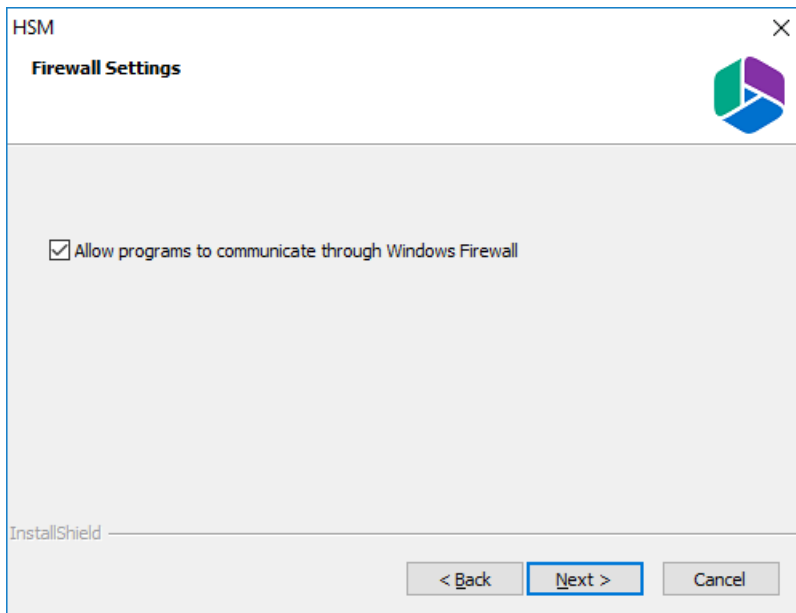 HSM
Firewall Settings
Allow programs to communicate through Windows Firewall
InstallShield
< Back
Next >
Cancel